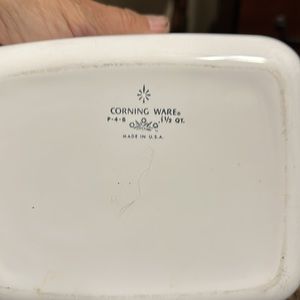 CORNING WARE®
P-4-B 1½ QT.
MADE IN U.S.A.